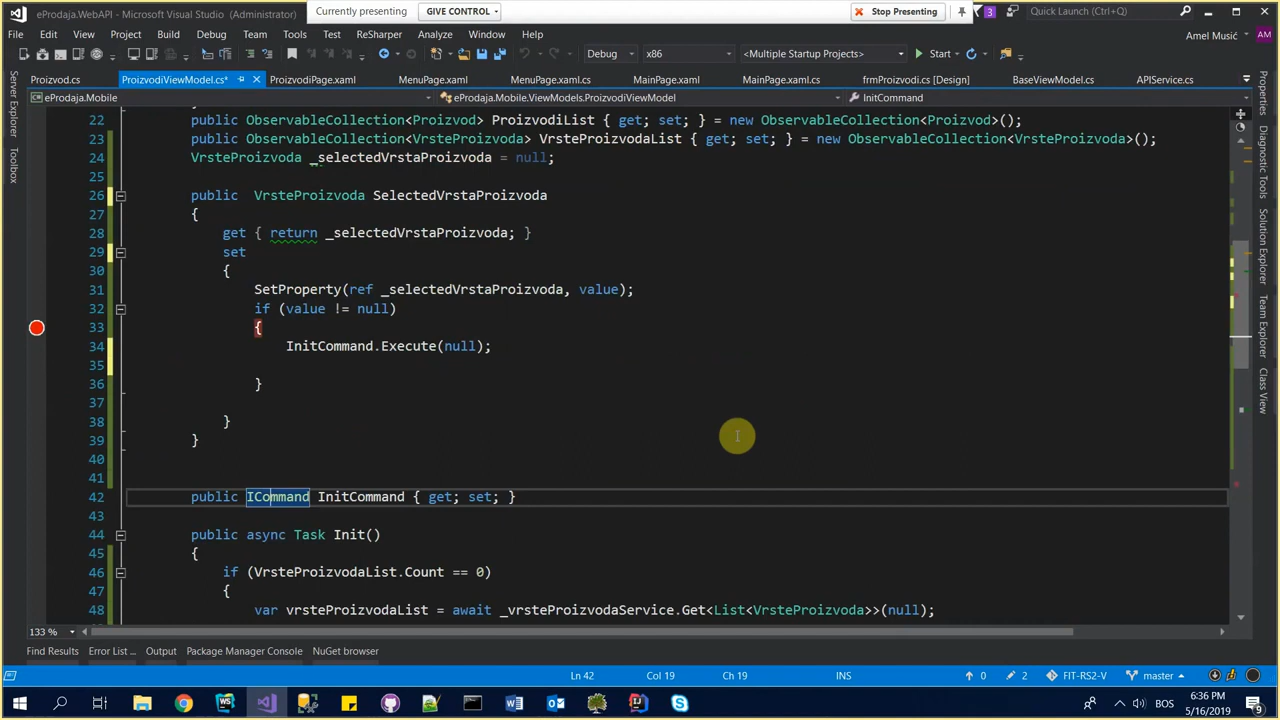 eProdaja.WebAPI - Microsoft Visual Studio (Administrator)
Currently presenting
GIVE CONTROL
Stop Presenting
3
Quick Launch (Ctrl+Q)
File Edit View Project Build Debug Team Tools Test ReSharper Analyze Window Help
Amel Musić
AM
Debug x86 <Multiple Startup Projects> Start
Proizvod.cs ProizvodiViewModel.cs* ProizvodiPage.xaml MenuPage.xaml MenuPage.xaml.cs MainPage.xaml MainPage.xaml.cs frmProizvodi.cs [Design] BaseViewModel.cs APIService.cs
eProdaja.Mobile eProdaja.Mobile.ViewModels.ProizvodiViewModel InitCommand
Server Explorer
Toolbox
22 public ObservableCollection<Proizvod> ProizvodiList { get; set; } = new ObservableCollection<Proizvod>();
23 public ObservableCollection<VrsteProizvoda> VrsteProizvodaList { get; set; } = new ObservableCollection<VrsteProizvoda>();
24 VrsteProizvoda _selectedVrstaProizvoda = null;
25
26 public VrsteProizvoda SelectedVrstaProizvoda
27 {
28 get { return _selectedVrstaProizvoda; }
29 set
30 {
31 SetProperty(ref _selectedVrstaProizvoda, value);
32 if (value != null)
33 {
34 InitCommand.Execute(null);
35
36 }
37
38 }
39 }
40
41
42 public ICommand InitCommand { get; set; }
43
44 public async Task Init()
45 {
46 if (VrsteProizvodaList.Count == 0)
47 {
48 var vrsteProizvodaList = await _vrsteProizvodaService.Get<List<VrsteProizvoda>>(null);
Properties
Diagnostic Tools
Solution Explorer
Team Explorer
Class View
133 %
Find Results Error List ... Output Package Manager Console NuGet browser
Ln 42 Col 19 Ch 19 INS 0 2 FIT-RS2-V master
BOS
6:36 PM
5/16/2019
9